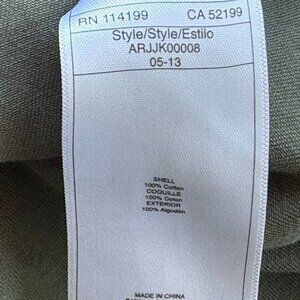 RN 114199 CA 52199
Style/Style/Estilo
ARJJK00008
05-13
SHELL
100% Cotton
COQUILLE
100% Coton
EXTERIOR
100% Algodón
MADE IN CHINA